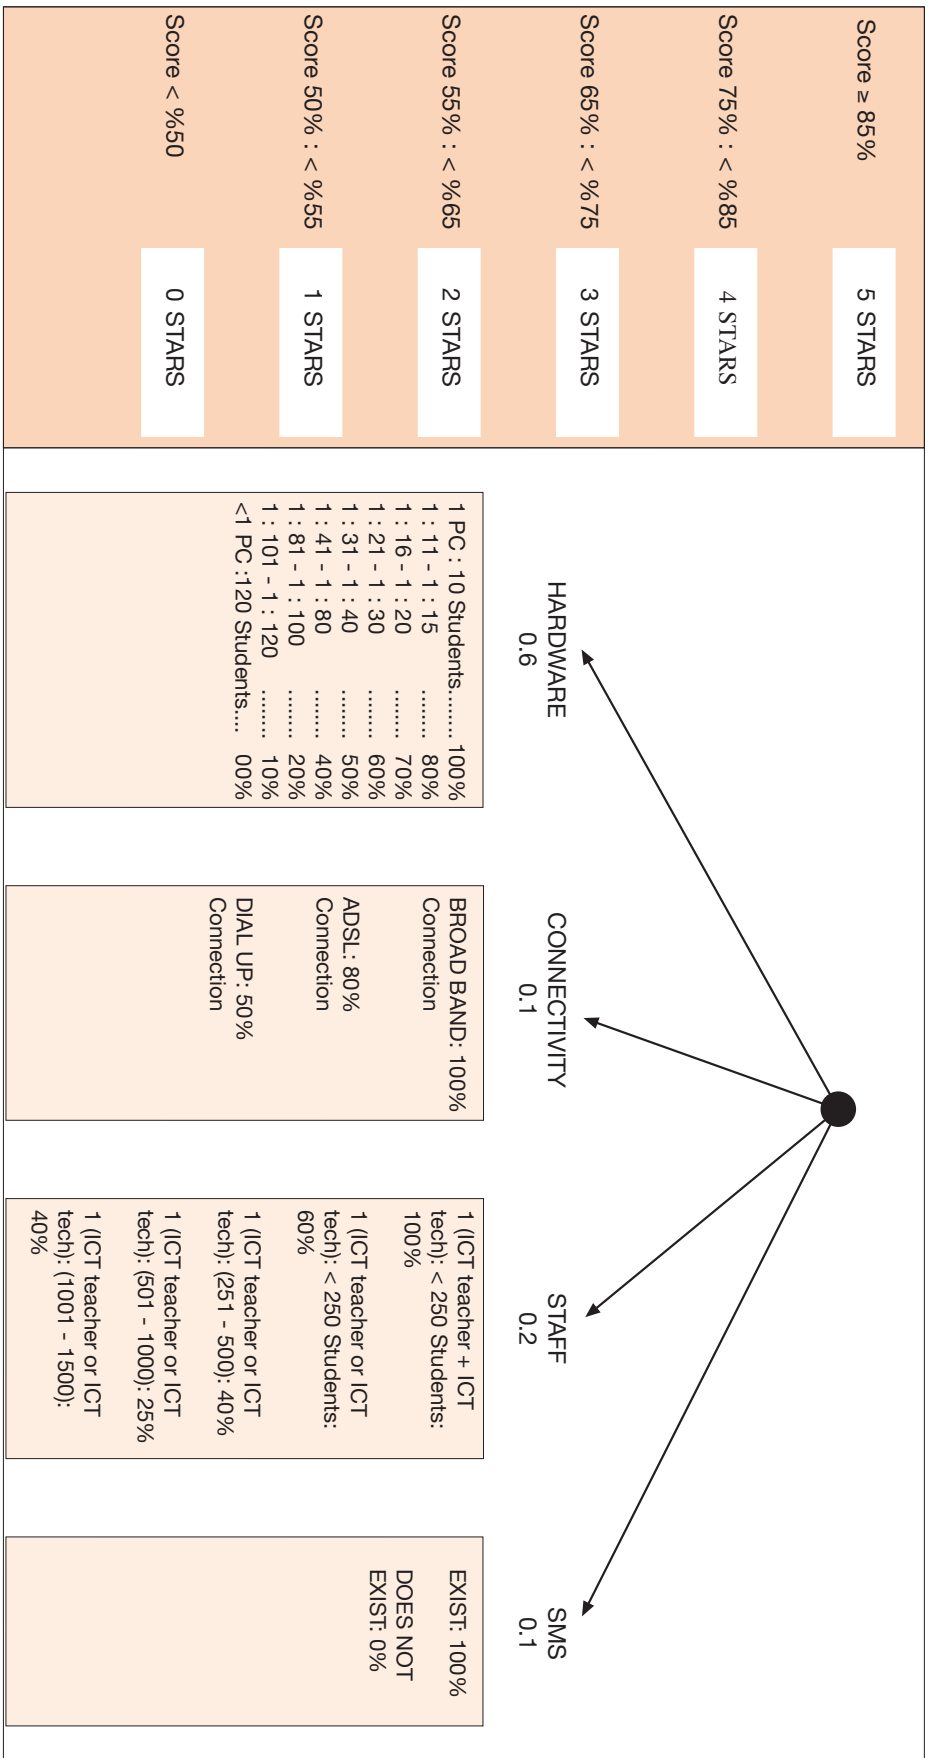 Score ≥ 85%
5 STARS
Score 75% : < %85
4 STARS
Score 65% : < %75
3 STARS
Score 55% : < %65
2 STARS
Score 50% : < %55
1 STARS
Score < %50
0 STARS
HARDWARE
0.6
1 PC : 10 Students........ 100%
1 : 11 - 1 : 15 ........ 80%
1 : 16 - 1 : 20 ........ 70%
1 : 21 - 1 : 30 ........ 60%
1 : 31 - 1 : 40 ........ 50%
1 : 41 - 1 : 80 ........ 40%
1 : 81 - 1 : 100 ........ 20%
1 : 101 - 1 : 120 ........ 10%
<1 PC :120 Students.... 00%
CONNECTIVITY
0.1
BROAD BAND: 100%
Connection
ADSL: 80%
Connection
DIAL UP: 50%
Connection
STAFF
0.2
1 (ICT teacher + ICT
tech): < 250 Students:
100%
1 (ICT teacher or ICT
tech): < 250 Students:
60%
1 (ICT teacher or ICT
tech): (251 - 500): 40%
1 (ICT teacher or ICT
tech): (501 - 1000): 25%
1 (ICT teacher or ICT
tech): (1001 - 1500):
40%
SMS
0.1
EXIST: 100%
DOES NOT
EXIST: 0%